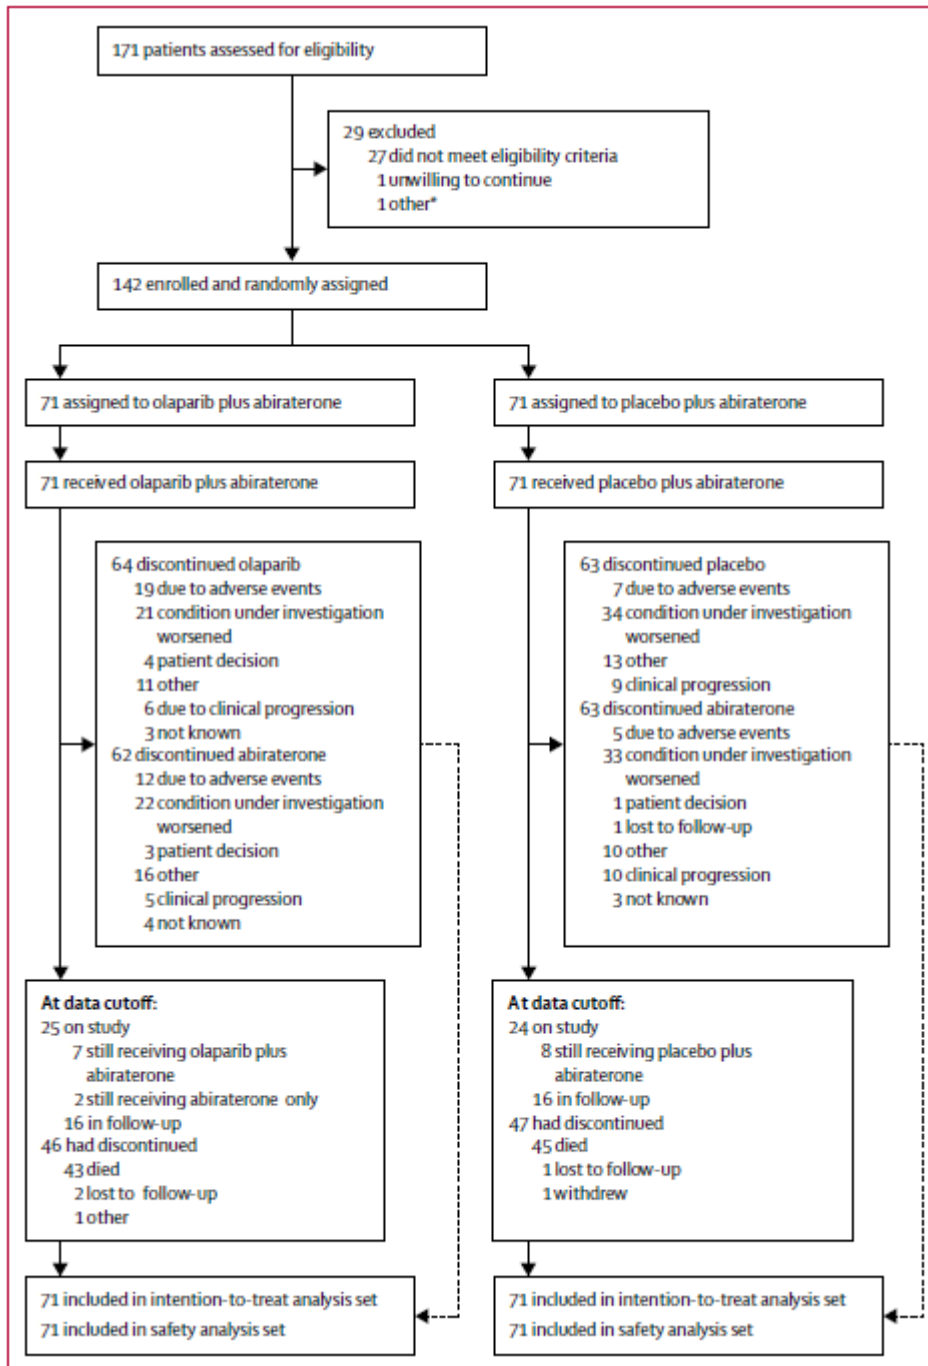 171 patients assessed for eligibility
29 excluded
27 did not meet eligibility criteria
1 unwilling to continue
1 other*
142 enrolled and randomly assigned
71 assigned to olaparib plus abiraterone
71 assigned to placebo plus abiraterone
71 received olaparib plus abiraterone
71 received placebo plus abiraterone
64 discontinued olaparib
19 due to adverse events
21 condition under investigation
worsened
4 patient decision
11 other
6 due to clinical progression
3 not known
62 discontinued abiraterone
12 due to adverse events
22 condition under investigation
worsened
3 patient decision
16 other
5 clinical progression
4 not known
63 discontinued placebo
7 due to adverse events
34 condition under investigation
worsened
13 other
9 clinical progression
63 discontinued abiraterone
5 due to adverse events
33 condition under investigation
worsened
1 patient decision
1 lost to follow-up
10 other
10 clinical progression
3 not known
At data cutoff:
25 on study
7 still receiving olaparib plus
abiraterone
2 still receiving abiraterone only
16 in follow-up
46 had discontinued
43 died
2 lost to follow-up
1 other
At data cutoff:
24 on study
8 still receiving placebo plus
abiraterone
16 in follow-up
47 had discontinued
45 died
1 lost to follow-up
1 withdrew
71 included in intention-to-treat analysis set
71 included in safety analysis set
71 included in intention-to-treat analysis set
71 included in safety analysis set